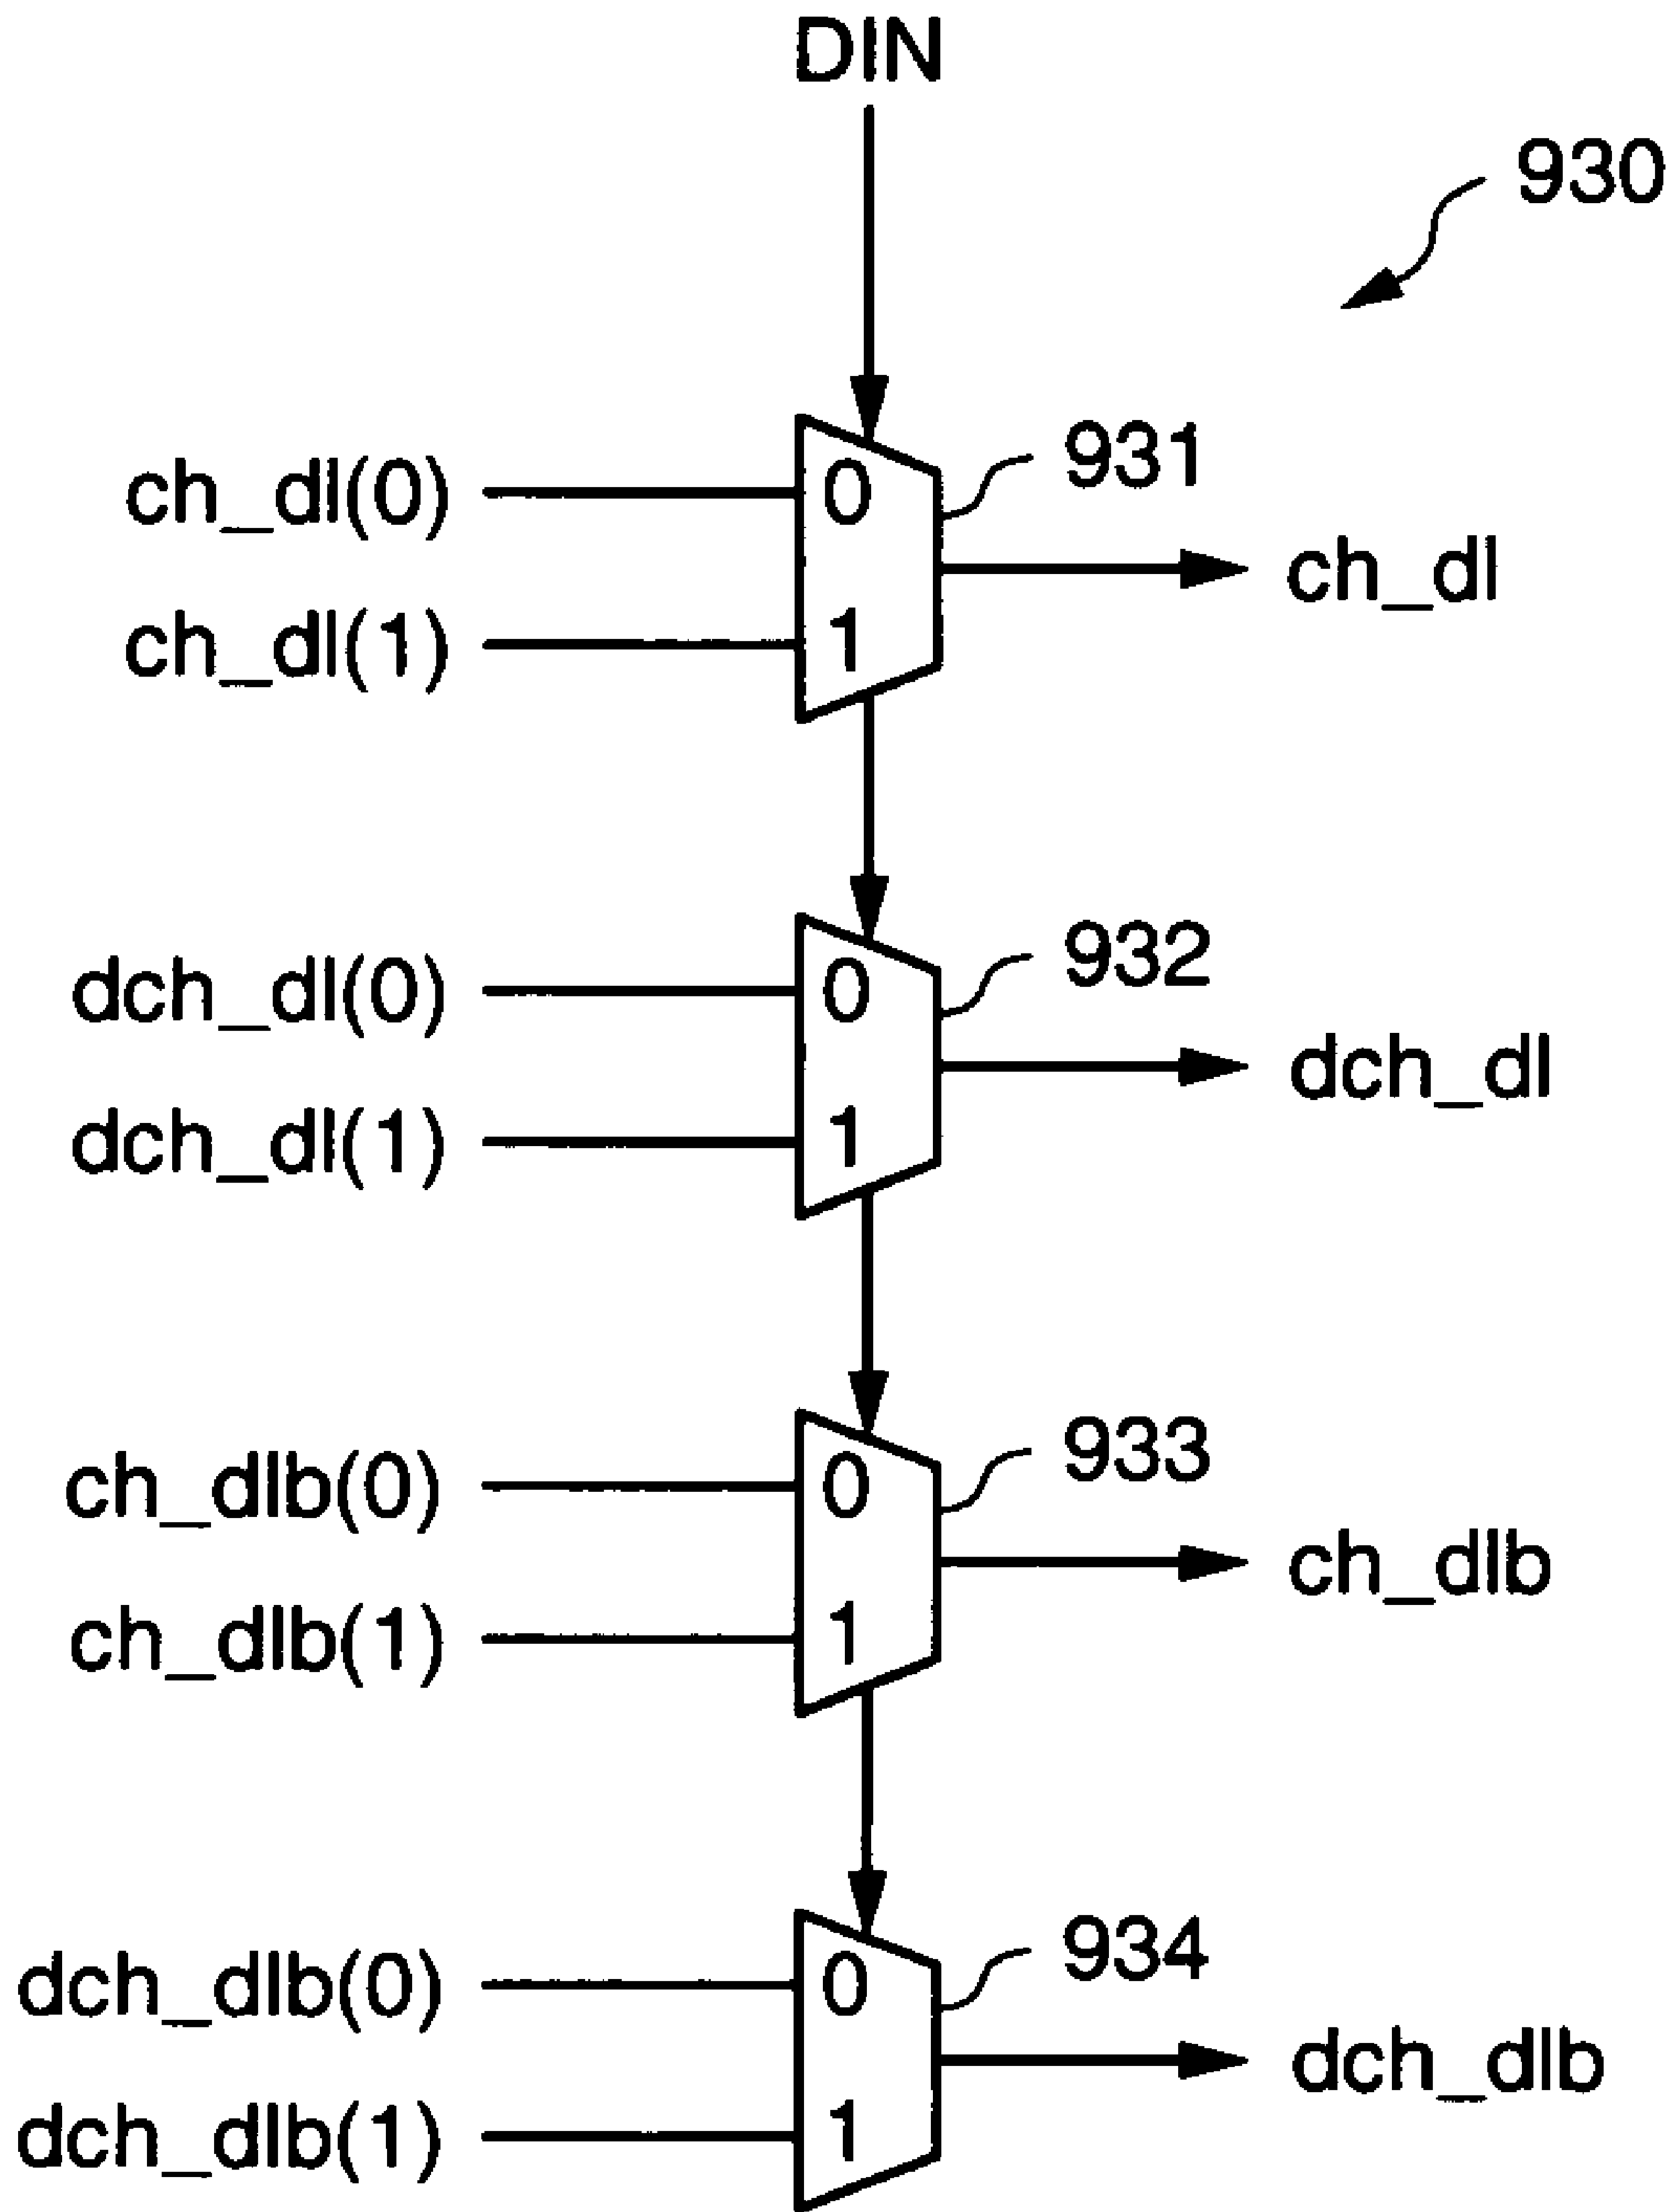 DIN
930
931
ch_dl(0)
0
ch_dl
ch_dl(1)
1
932
dch_dl(0)
0
dch_dl
dch_dl(1)
1
933
ch_dlb(0)
0
ch_dlb
ch_dlb(1)
1
934
dch_dlb(0)
0
dch_dlb
dch_dlb(1)
1